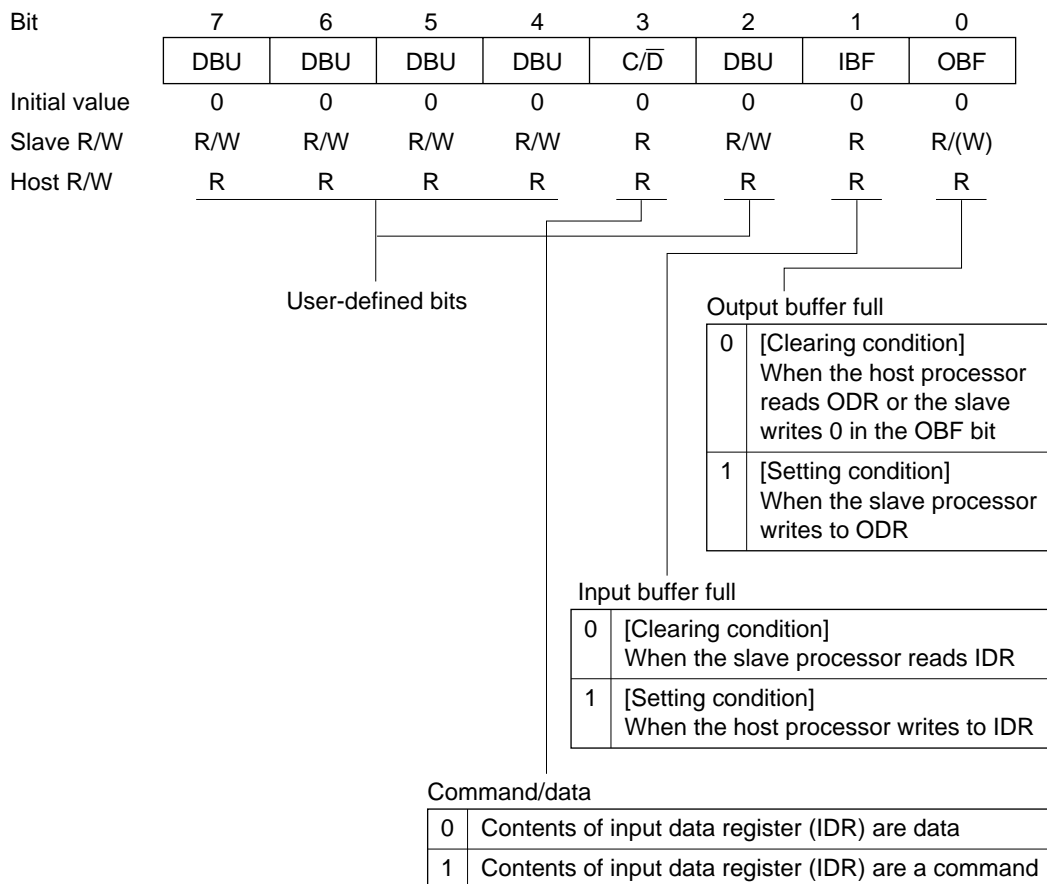 Bit 7 6 5 4 3 2 1 0
DBU DBU DBU DBU C/D̅ DBU IBF OBF
Initial value 0 0 0 0 0 0 0 0
Slave R/W R/W R/W R/W R/W R R/W R R/(W)
Host R/W R R R R R R R R
User-defined bits
Output buffer full
0 [Clearing condition]
When the host processor
reads ODR or the slave
writes 0 in the OBF bit
1 [Setting condition]
When the slave processor
writes to ODR
Input buffer full
0 [Clearing condition]
When the slave processor reads IDR
1 [Setting condition]
When the host processor writes to IDR
Command/data
0 Contents of input data register (IDR) are data
1 Contents of input data register (IDR) are a command